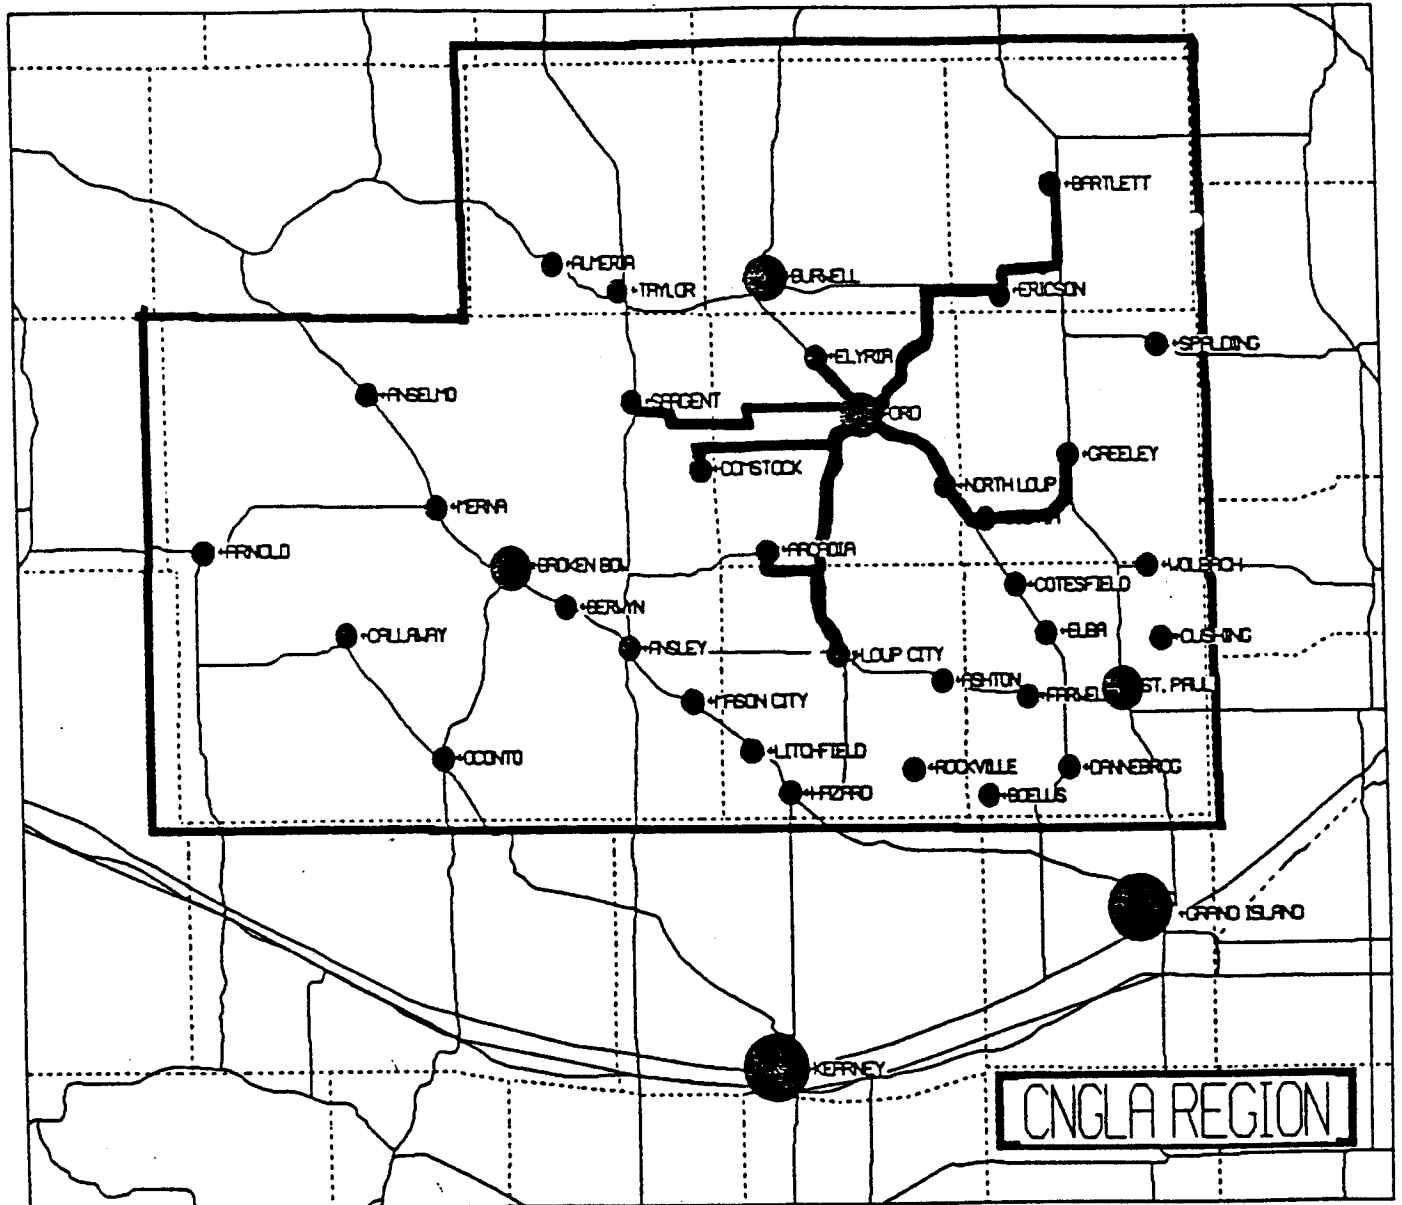 BARTLETT
ALMERIA
BURWELL
TAYLOR
ERICSON
SPALDING
ELYRIA
ANSELMO
SARGENT
ORD
GREELEY
COMSTOCK
NORTH LOUP
MERNA
ARNOLD
ARCADIA
BROKEN BOW
WOLBACH
COTESFIELD
BERWYN
CALLAWAY
ELBA
CUSHING
ANSLEY
LOUP CITY
ASHTON
ST. PAUL
FARWEL
MASON CITY
LITCHFIELD
OCONTO
ROCKVILLE
DANNEBROG
HAZARD
BOELUS
GRAND ISLAND
KEARNEY
CNGLA REGION